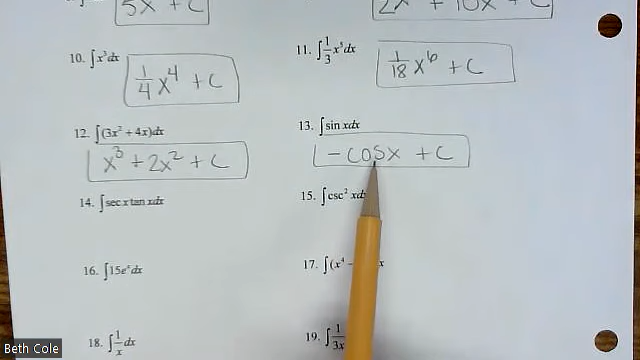 5x + C
2x + 10x + C
10. ∫x³dx
1/4 x⁴ + C
11. ∫1/3 x⁵dx
1/18 x⁶ + C
12. ∫(3x² + 4x)dx
x³ + 2x² + C
13. ∫sin xdx
- cosx + C
14. ∫sec x tan xdx
15. ∫csc² xdx
16. ∫15eˣdx
17. ∫(x⁴ - x
18. ∫1/x dx
19. ∫1/3x
Beth Cole